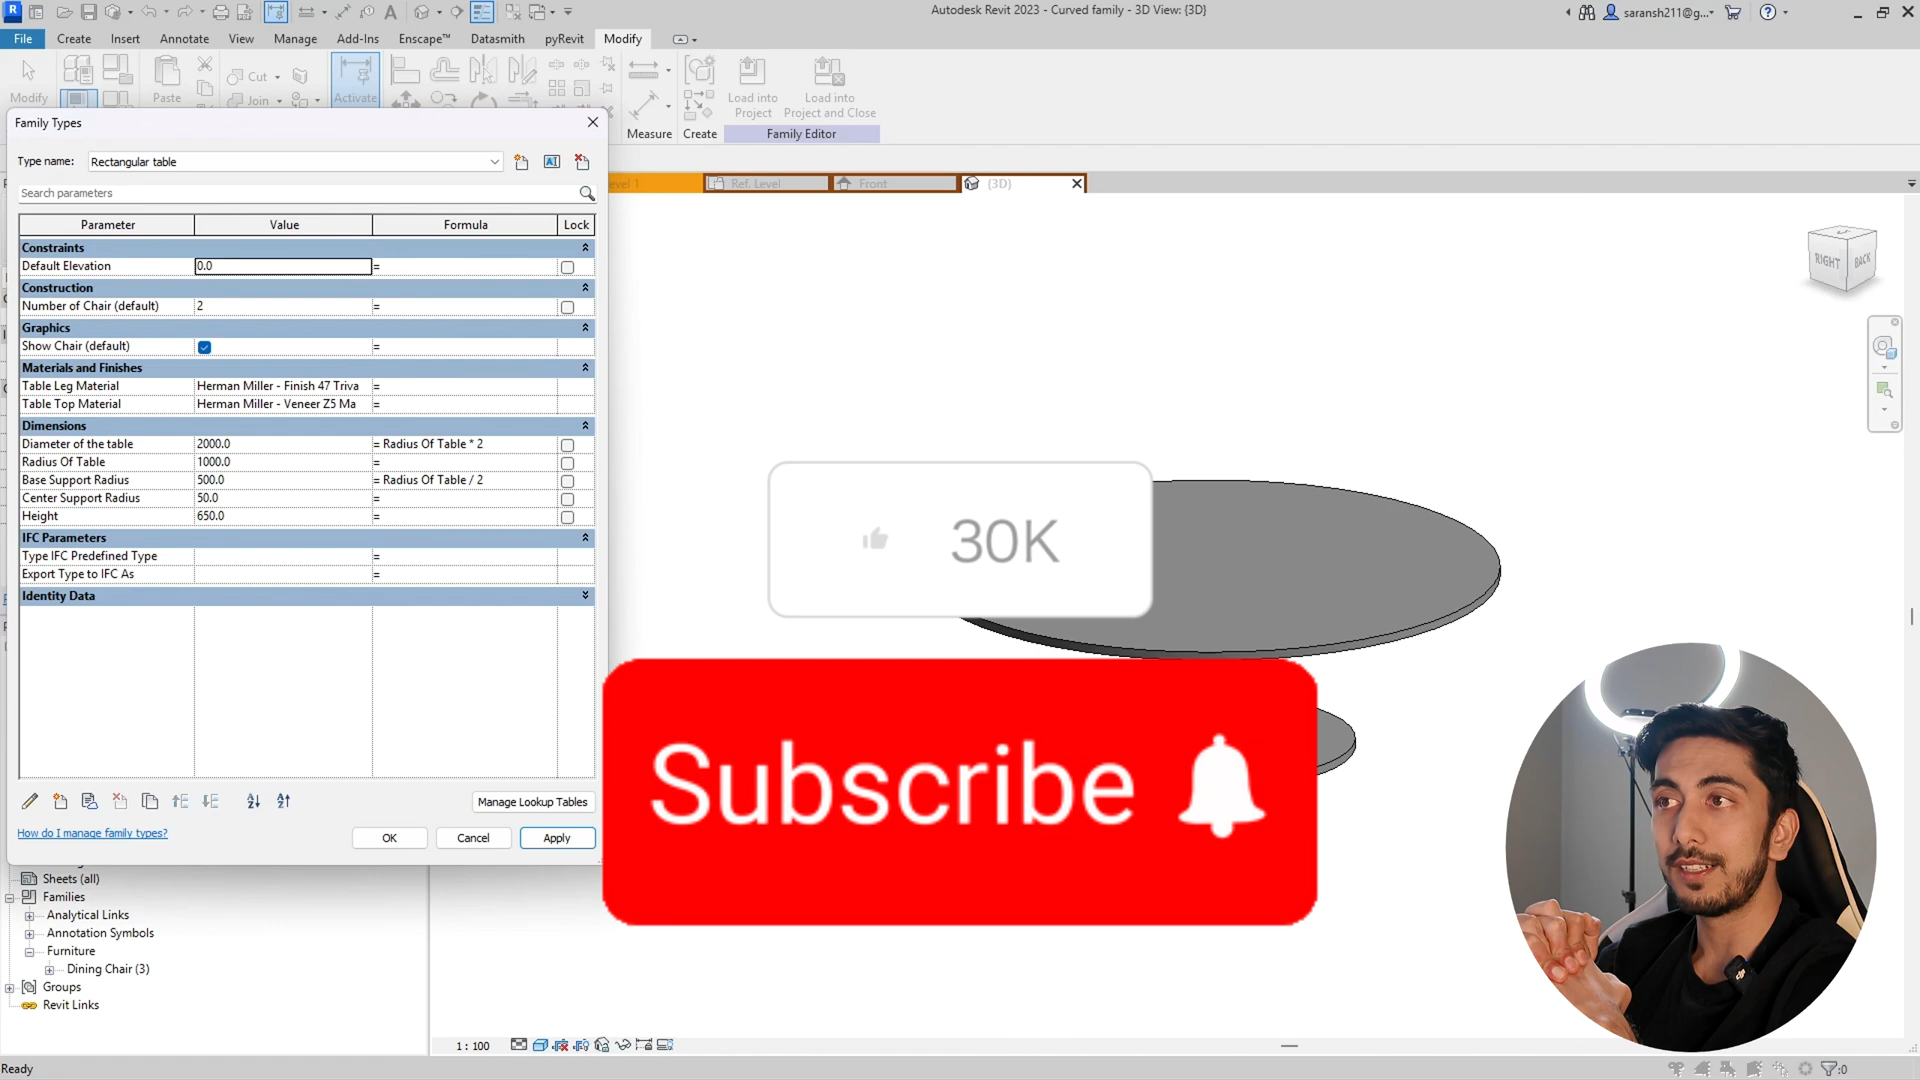 Autodesk Revit 2023 - Curved family - 3D View: {3D}
saransh211@g...
File Create Insert Annotate View Manage Add-Ins Enscape™ Datasmith pyRevit Modify
Modify
Paste
Cut
Join
Activate
Measure
Create
Load into Project
Load into Project and Close
Family Editor
Family Types
Type name: Rectangular table
Search parameters
Parameter Value Formula Lock
Constraints
Default Elevation 0.0 =
Construction
Number of Chair (default) 2 =
Graphics
Show Chair (default) =
Materials and Finishes
Table Leg Material Herman Miller - Finish 47 Triva =
Table Top Material Herman Miller - Veneer Z5 Ma =
Dimensions
Diameter of the table 2000.0 = Radius Of Table * 2
Radius Of Table 1000.0 =
Base Support Radius 500.0 = Radius Of Table / 2
Center Support Radius 50.0 =
Height 650.0 =
IFC Parameters
Type IFC Predefined Type =
Export Type to IFC As =
Identity Data
Manage Lookup Tables
How do I manage family types?
OK Cancel Apply
evel 1
Ref. Level
Front
{3D}
RIGHT BACK
30K
Subscribe
Sheets (all)
Families
Analytical Links
Annotation Symbols
Furniture
Dining Chair (3)
Groups
Revit Links
1 : 100
Ready
:0